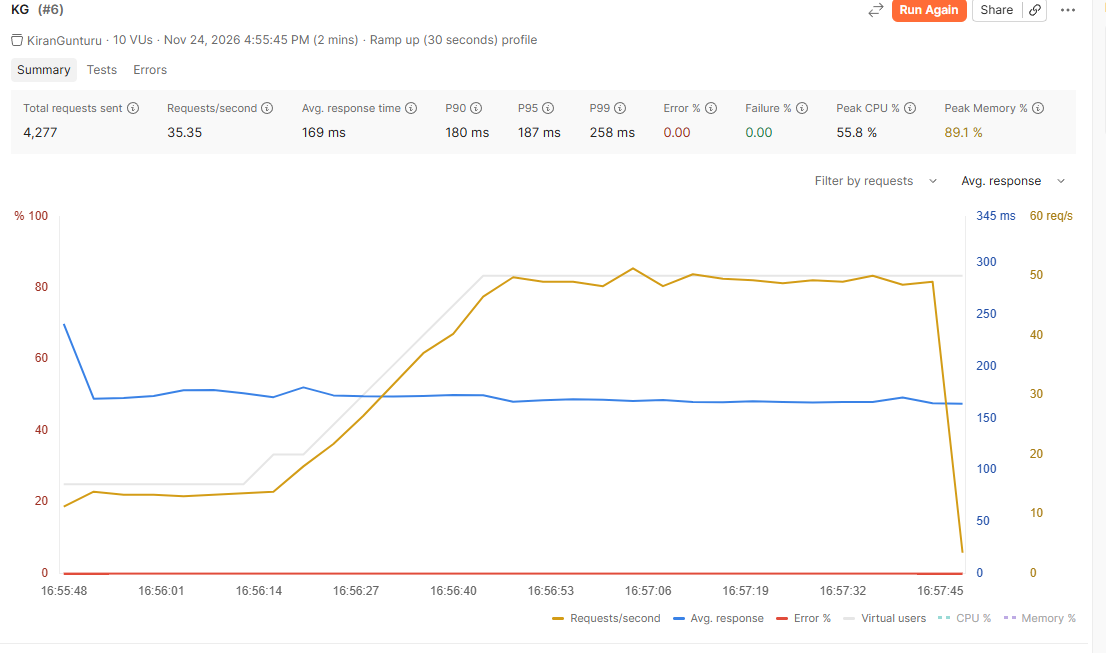 KG (#6) Run Again Share
KiranGunturu · 10 VUs · Nov 24, 2026 4:55:45 PM (2 mins) · Ramp up (30 seconds) profile
Summary Tests Errors
Total requests sent Requests/second Avg. response time P90 P95 P99 Error % Failure % Peak CPU % Peak Memory %
4,277 35.35 169 ms 180 ms 187 ms 258 ms 0.00 0.00 55.8 % 89.1 %
Filter by requests Avg. response
% 100 345 ms 60 req/s
300
80 50
250
60 40
200
40 30
150
20
100
20
50 10
0 0 0
16:55:48 16:56:01 16:56:14 16:56:27 16:56:40 16:56:53 16:57:06 16:57:19 16:57:32 16:57:45
Requests/second Avg. response Error % Virtual users CPU % Memory %